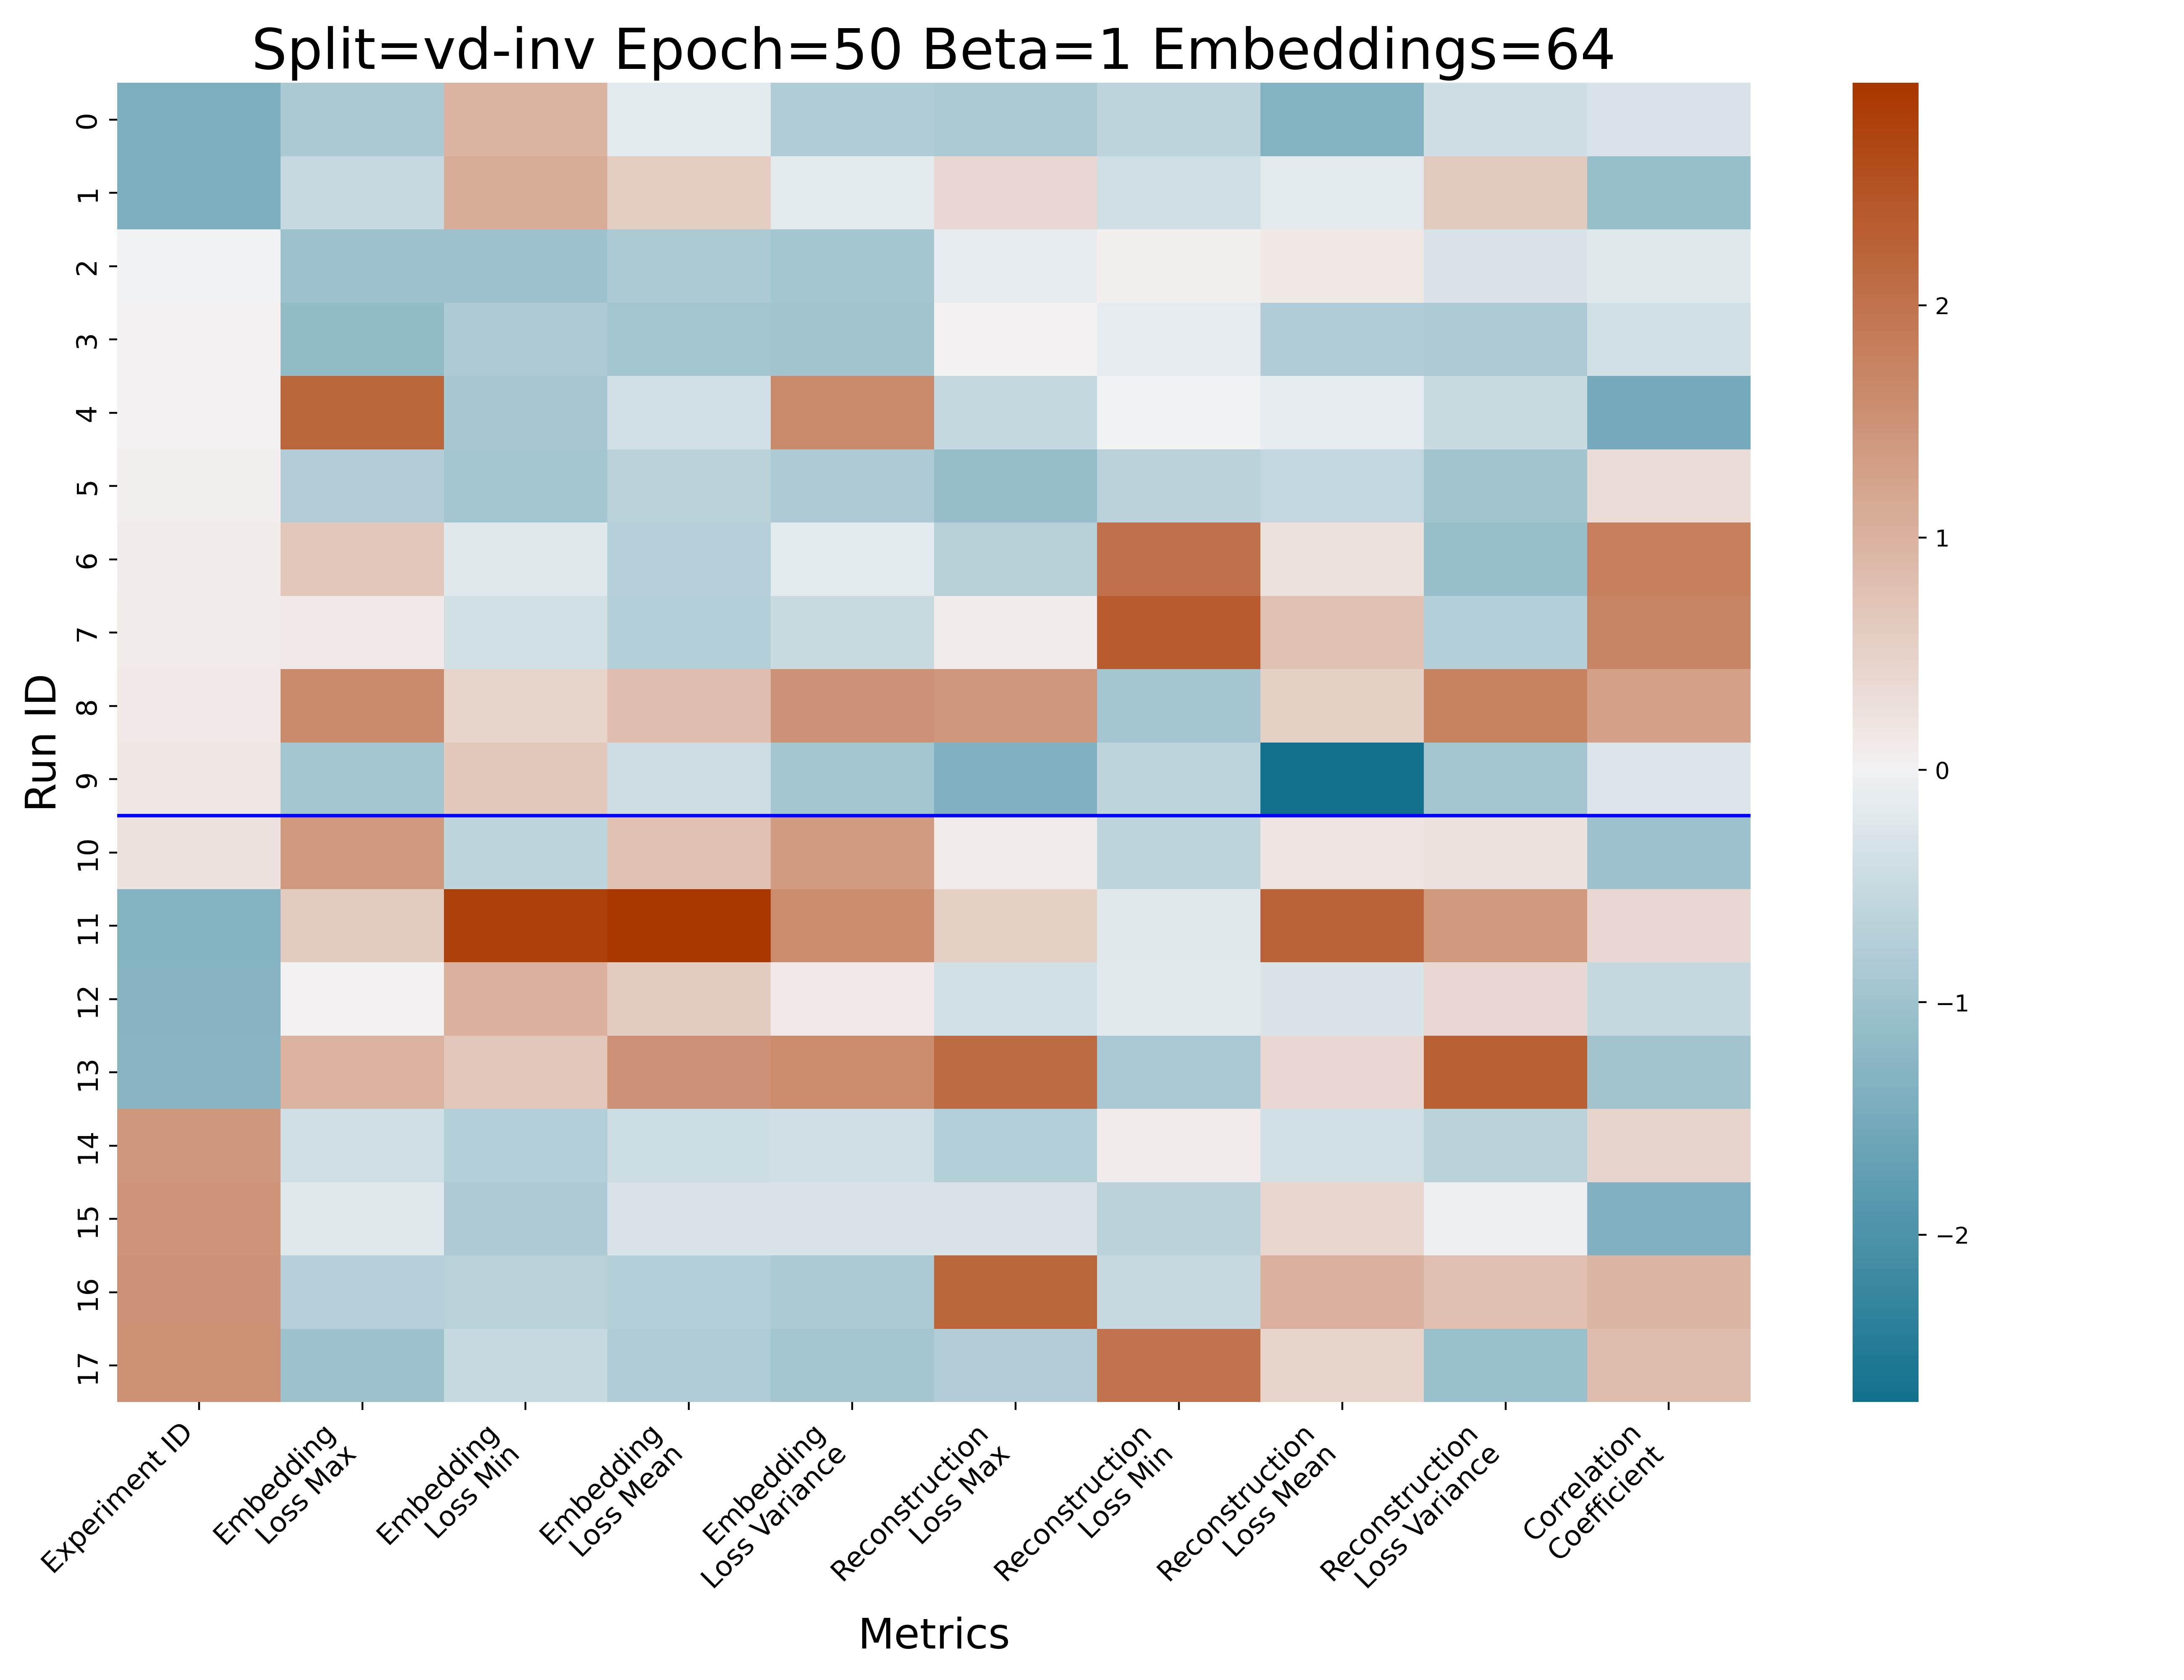 Split=vd-inv Epoch=50 Beta=1 Embeddings=64
Run ID
0
1
2
3
4
5
6
7
8
9
10
11
12
13
14
15
16
17
Experiment ID
Embedding
Loss Max
Embedding
Loss Min
Embedding
Loss Mean
Embedding
Loss Variance
Reconstruction
Loss Max
Reconstruction
Loss Min
Reconstruction
Loss Mean
Reconstruction
Loss Variance
Correlation
Coefficient
Metrics
2
1
0
−1
−2